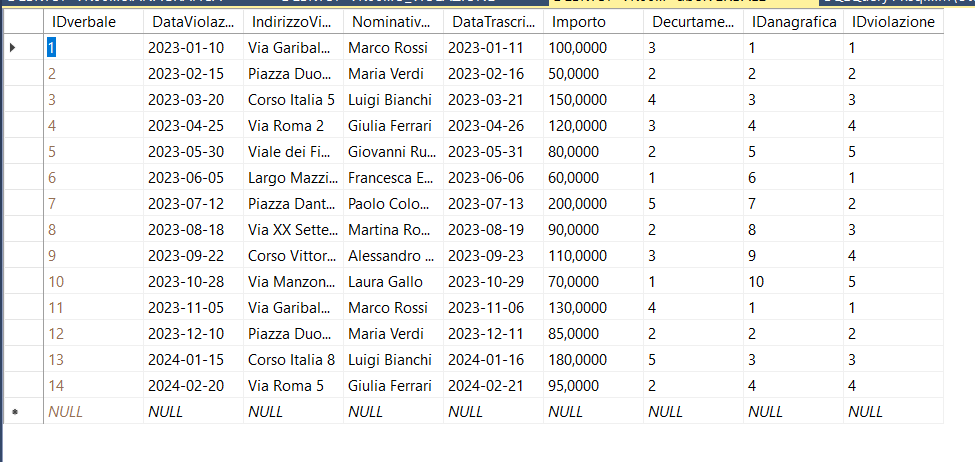 IDverbale DataViolaz... IndirizzoVi... Nominativ... DataTrascri... Importo Decurtame... IDanagrafica IDviolazione
1 2023-01-10 Via Garibal... Marco Rossi 2023-01-11 100,0000 3 1 1
2 2023-02-15 Piazza Duo... Maria Verdi 2023-02-16 50,0000 2 2 2
3 2023-03-20 Corso Italia 5 Luigi Bianchi 2023-03-21 150,0000 4 3 3
4 2023-04-25 Via Roma 2 Giulia Ferrari 2023-04-26 120,0000 3 4 4
5 2023-05-30 Viale dei Fi... Giovanni Ru... 2023-05-31 80,0000 2 5 5
6 2023-06-05 Largo Mazzi... Francesca E... 2023-06-06 60,0000 1 6 1
7 2023-07-12 Piazza Dant... Paolo Colo... 2023-07-13 200,0000 5 7 2
8 2023-08-18 Via XX Sette... Martina Ro... 2023-08-19 90,0000 2 8 3
9 2023-09-22 Corso Vittor... Alessandro ... 2023-09-23 110,0000 3 9 4
10 2023-10-28 Via Manzon... Laura Gallo 2023-10-29 70,0000 1 10 5
11 2023-11-05 Via Garibal... Marco Rossi 2023-11-06 130,0000 4 1 1
12 2023-12-10 Piazza Duo... Maria Verdi 2023-12-11 85,0000 2 2 2
13 2024-01-15 Corso Italia 8 Luigi Bianchi 2024-01-16 180,0000 5 3 3
14 2024-02-20 Via Roma 5 Giulia Ferrari 2024-02-21 95,0000 2 4 4
NULL NULL NULL NULL NULL NULL NULL NULL NULL